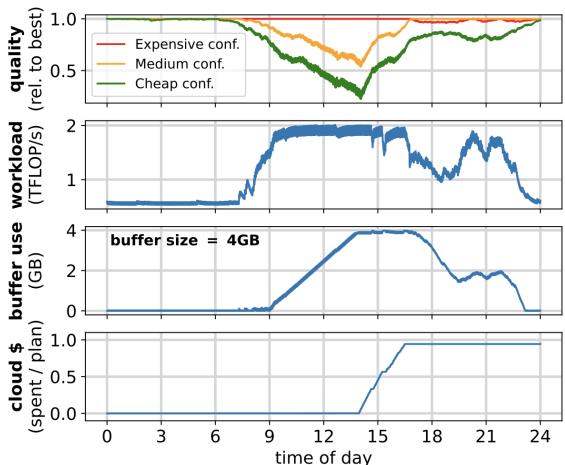 quality
(rel. to best)
1.0
0.5
Expensive conf.
Medium conf.
Cheap conf.
workload
(TFLOP/s)
2
1
buffer use
(GB)
4
2
0
buffer size = 4GB
cloud $
(spent / plan)
1.0
0.5
0.0
0 3 6 9 12 15 18 21 24
time of day